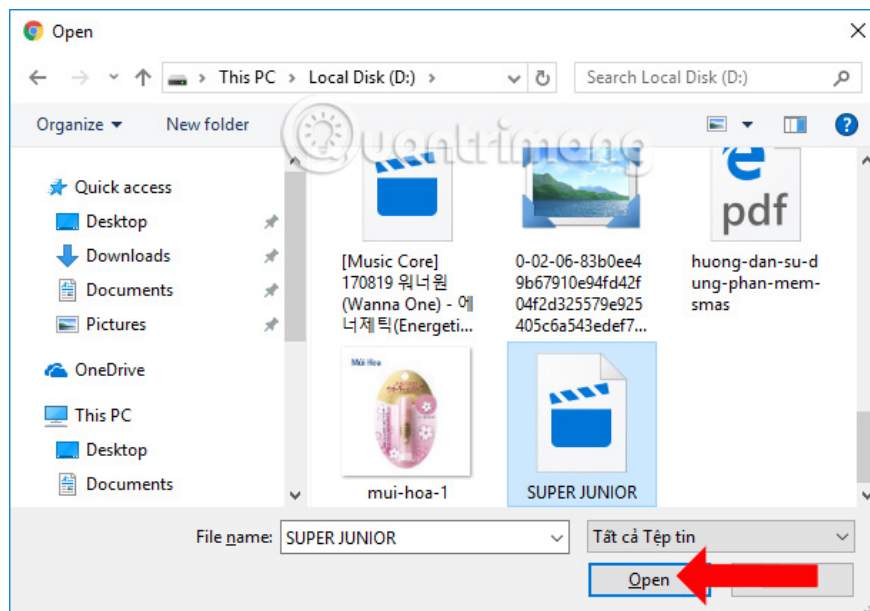 Open
This PC > Local Disk (D:) >
Search Local Disk (D:)
Organize
New folder
Quantrimang
Quick access
Desktop
Downloads
Documents
Pictures
OneDrive
This PC
Desktop
Documents
[Music Core]
170819 워너원
(Wanna One) - 에
너제틱(Energeti...
0-02-06-83b0ee4
9b67910e94fd42f
04f2d325579e925
405c6a543edef7...
pdf
huong-dan-su-d
ung-phan-mem-
smas
Mùi Hoa
mui-hoa-1
SUPER JUNIOR
File name: SUPER JUNIOR
Tất cả Tệp tin
Open